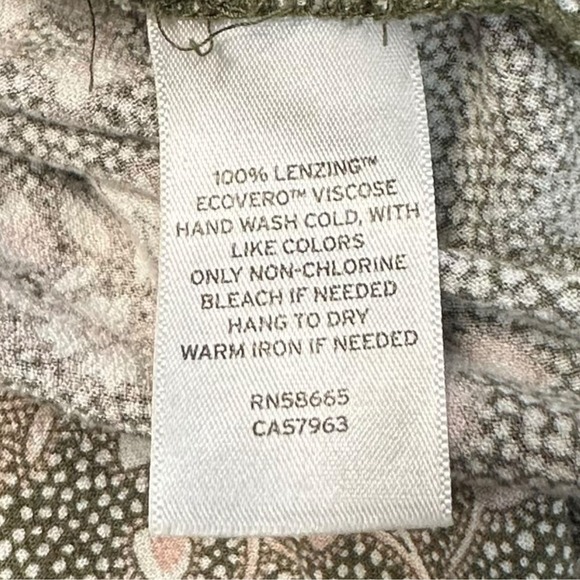 100% LENZING™
ECOVERO™ VISCOSE
HAND WASH COLD, WITH
LIKE COLORS
ONLY NON-CHLORINE
BLEACH IF NEEDED
HANG TO DRY
WARM IRON IF NEEDED
RN58665
CA57963